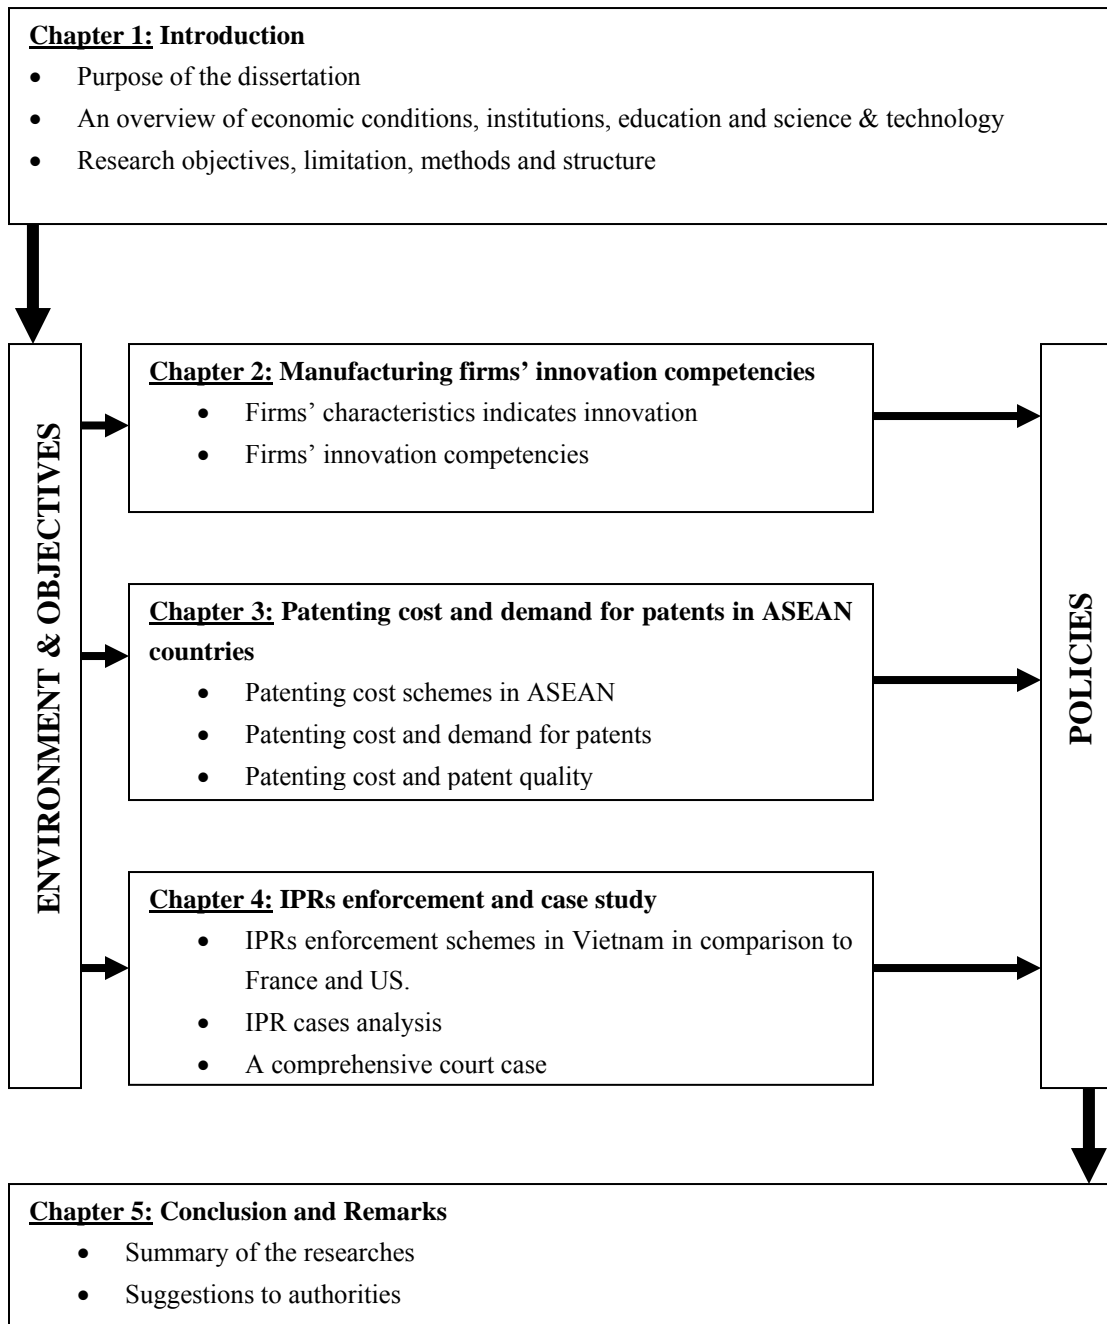 Chapter 1: Introduction
• Purpose of the dissertation
• An overview of economic conditions, institutions, education and science & technology
• Research objectives, limitation, methods and structure
ENVIRONMENT & OBJECTIVES
Chapter 2: Manufacturing firms’ innovation competencies
• Firms’ characteristics indicates innovation
• Firms’ innovation competencies
Chapter 3: Patenting cost and demand for patents in ASEAN
countries
• Patenting cost schemes in ASEAN
• Patenting cost and demand for patents
• Patenting cost and patent quality
Chapter 4: IPRs enforcement and case study
• IPRs enforcement schemes in Vietnam in comparison to
France and US.
• IPR cases analysis
• A comprehensive court case
POLICIES
Chapter 5: Conclusion and Remarks
• Summary of the researches
• Suggestions to authorities